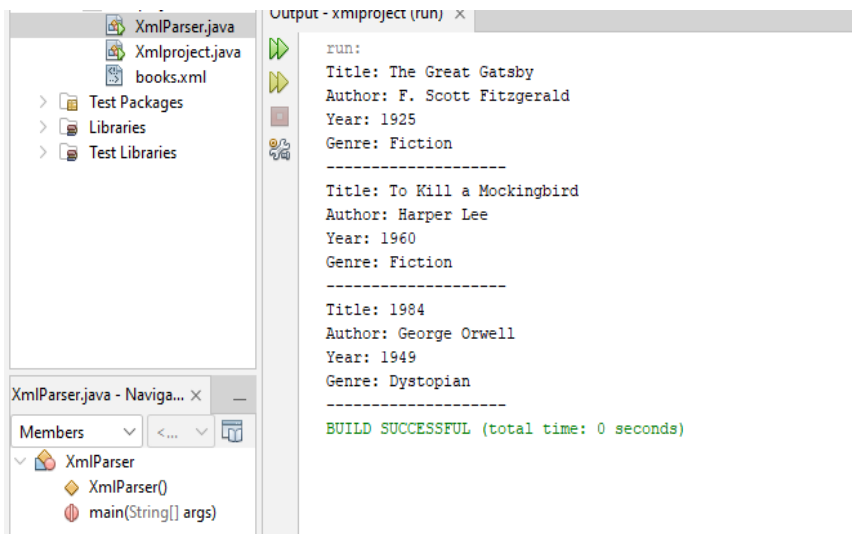 XmlParser.java
Xmlproject.java
books.xml
Test Packages
Libraries
Test Libraries
XmlParser.java - Naviga...
Members
<...
XmlParser
XmlParser()
main(String[] args)
Output - xmlproject (run)
run:
Title: The Great Gatsby
Author: F. Scott Fitzgerald
Year: 1925
Genre: Fiction
--------------------
Title: To Kill a Mockingbird
Author: Harper Lee
Year: 1960
Genre: Fiction
--------------------
Title: 1984
Author: George Orwell
Year: 1949
Genre: Dystopian
--------------------
BUILD SUCCESSFUL (total time: 0 seconds)